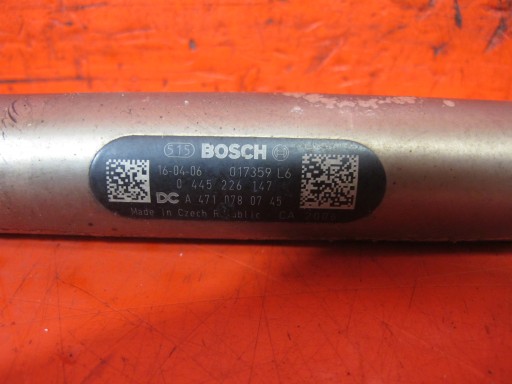 515 BOSCH
16-04-06 017359 L6
0 445 226 147
DC A 471 078 07 45
Made in Czech Republic CA